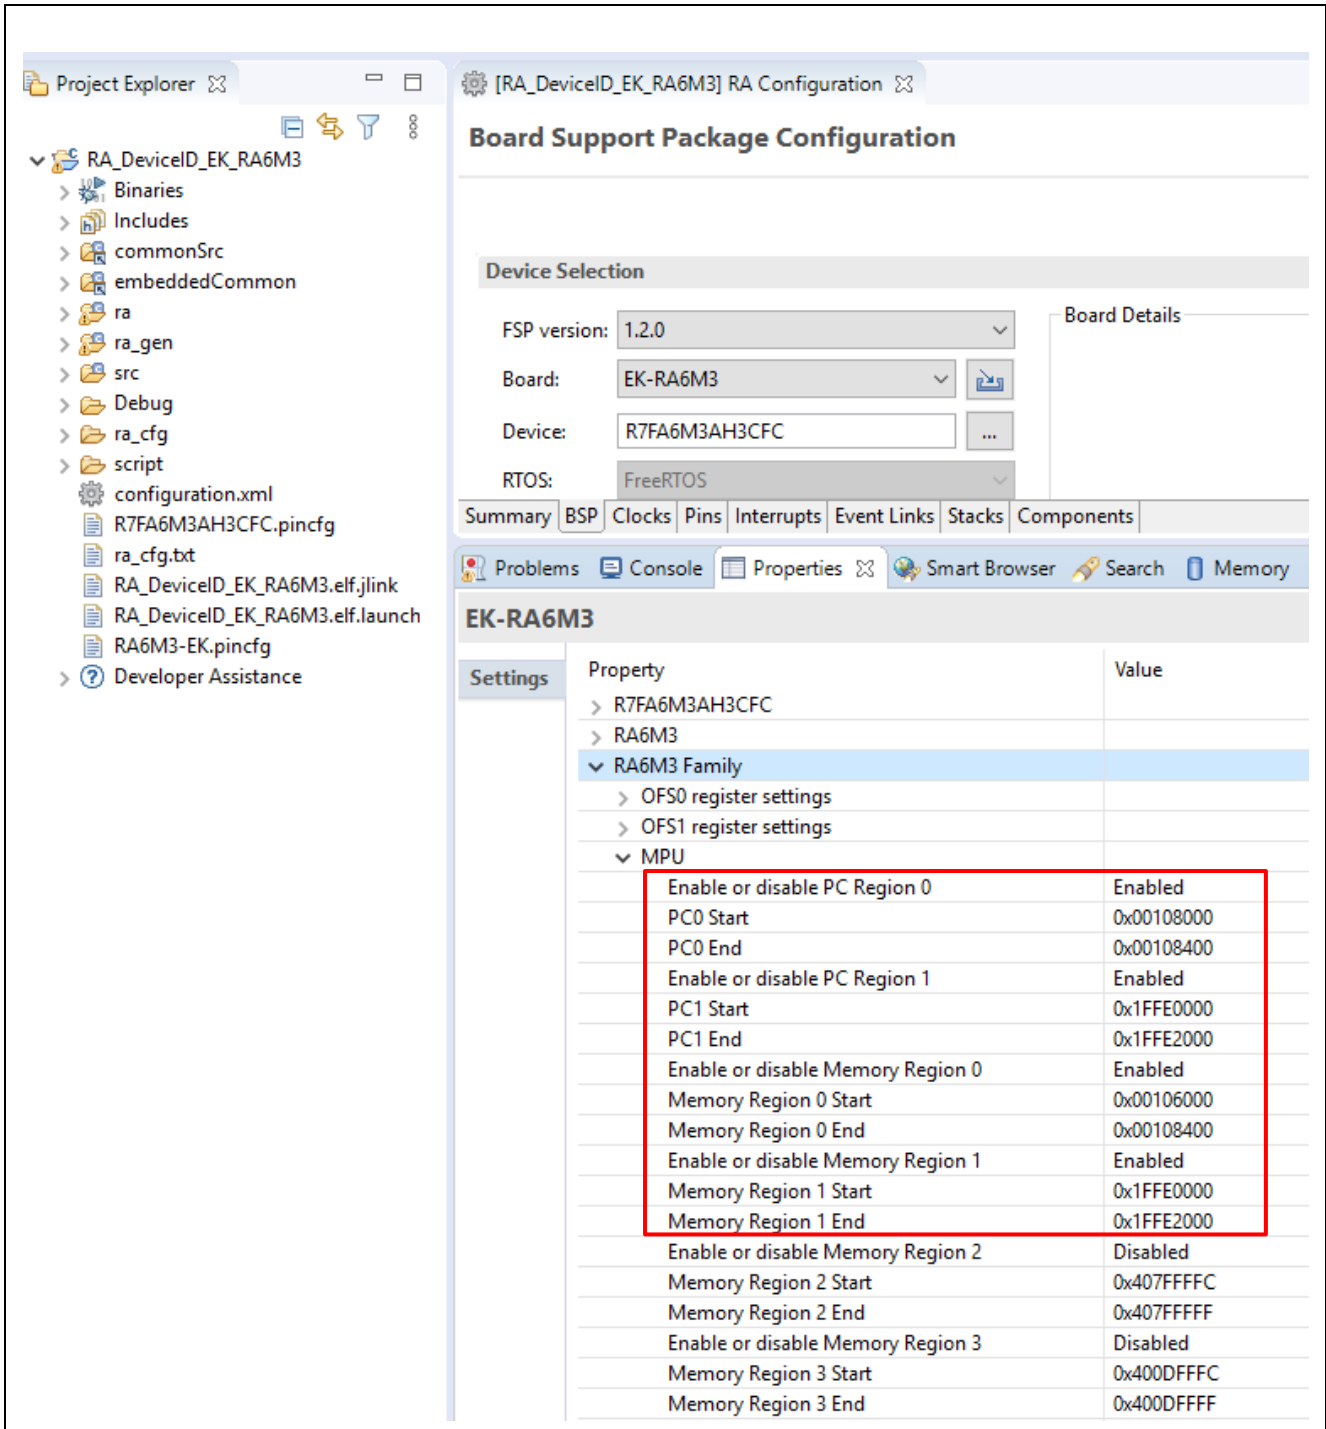 Project Explorer
RA_DeviceID_EK_RA6M3
Binaries
Includes
commonSrc
embeddedCommon
ra
ra_gen
src
Debug
ra_cfg
script
configuration.xml
R7FA6M3AH3CFC.pincfg
ra_cfg.txt
RA_DeviceID_EK_RA6M3.elf.jlink
RA_DeviceID_EK_RA6M3.elf.launch
RA6M3-EK.pincfg
Developer Assistance
[RA_DeviceID_EK_RA6M3] RA Configuration
Board Support Package Configuration
Device Selection
FSP version: 1.2.0
Board: EK-RA6M3
Device: R7FA6M3AH3CFC ...
RTOS: FreeRTOS
Board Details
Summary BSP Clocks Pins Interrupts Event Links Stacks Components
Problems Console Properties Smart Browser Search Memory
EK-RA6M3
Settings
Property Value
R7FA6M3AH3CFC
RA6M3
RA6M3 Family
OFS0 register settings
OFS1 register settings
MPU
Enable or disable PC Region 0 Enabled
PC0 Start 0x00108000
PC0 End 0x00108400
Enable or disable PC Region 1 Enabled
PC1 Start 0x1FFE0000
PC1 End 0x1FFE2000
Enable or disable Memory Region 0 Enabled
Memory Region 0 Start 0x00106000
Memory Region 0 End 0x00108400
Enable or disable Memory Region 1 Enabled
Memory Region 1 Start 0x1FFE0000
Memory Region 1 End 0x1FFE2000
Enable or disable Memory Region 2 Disabled
Memory Region 2 Start 0x407FFFFC
Memory Region 2 End 0x407FFFFF
Enable or disable Memory Region 3 Disabled
Memory Region 3 Start 0x400DFFFC
Memory Region 3 End 0x400DFFFF